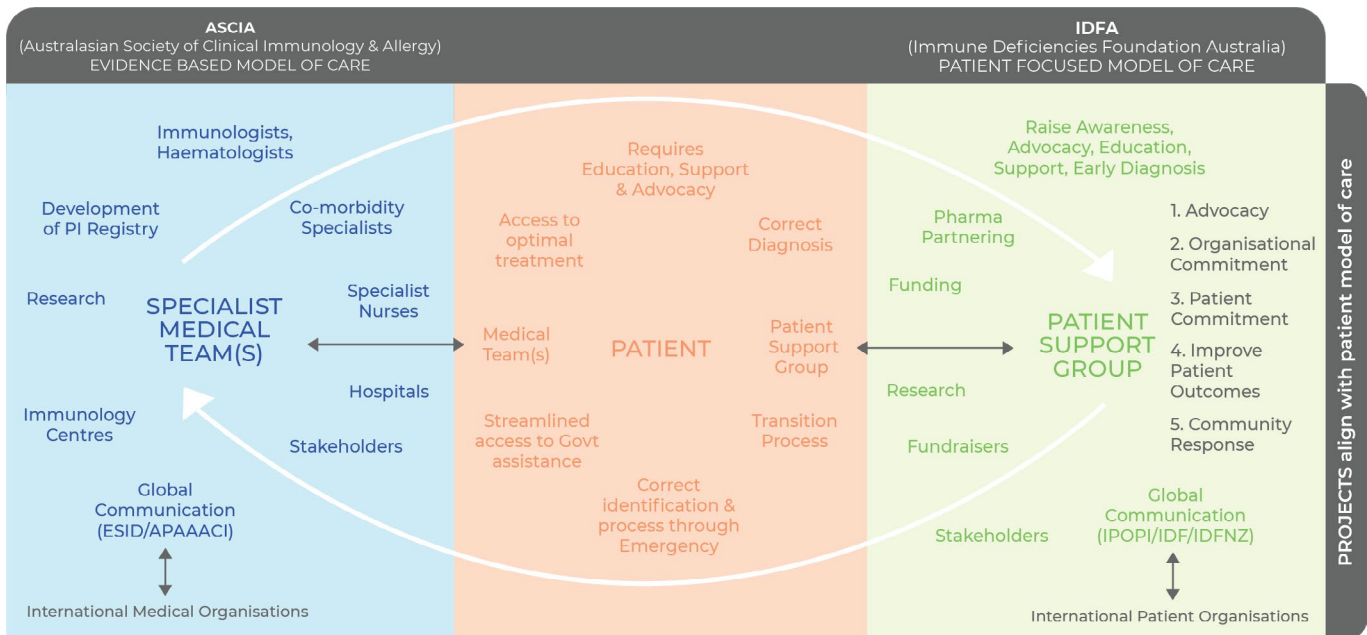 ASCIA
(Australasian Society of Clinical Immunology & Allergy)
EVIDENCE BASED MODEL OF CARE
IDFA
(Immune Deficiencies Foundation Australia)
PATIENT FOCUSED MODEL OF CARE
Immunologists,
Haematologists
Development
of PI Registry
Co-morbidity
Specialists
Research
SPECIALIST
MEDICAL
TEAM(S)
Specialist
Nurses
Hospitals
Immunology
Centres
Stakeholders
Global
Communication
(ESID/APAAACI)
International Medical Organisations
Requires
Education, Support
& Advocacy
Access to
optimal
treatment
Correct
Diagnosis
Medical
Team(s)
PATIENT
Patient
Support
Group
Streamlined
access to Govt
assistance
Transition
Process
Correct
identification &
process through
Emergency
Raise Awareness,
Advocacy, Education,
Support, Early Diagnosis
Pharma
Partnering
Funding
PATIENT
SUPPORT
GROUP
1. Advocacy
2. Organisational
Commitment
3. Patient
Commitment
4. Improve
Patient
Outcomes
5. Community
Response
Research
Fundraisers
Stakeholders
Global
Communication
(IPOPI/IDF/IDFNZ)
International Patient Organisations
PROJECTS align with patient model of care